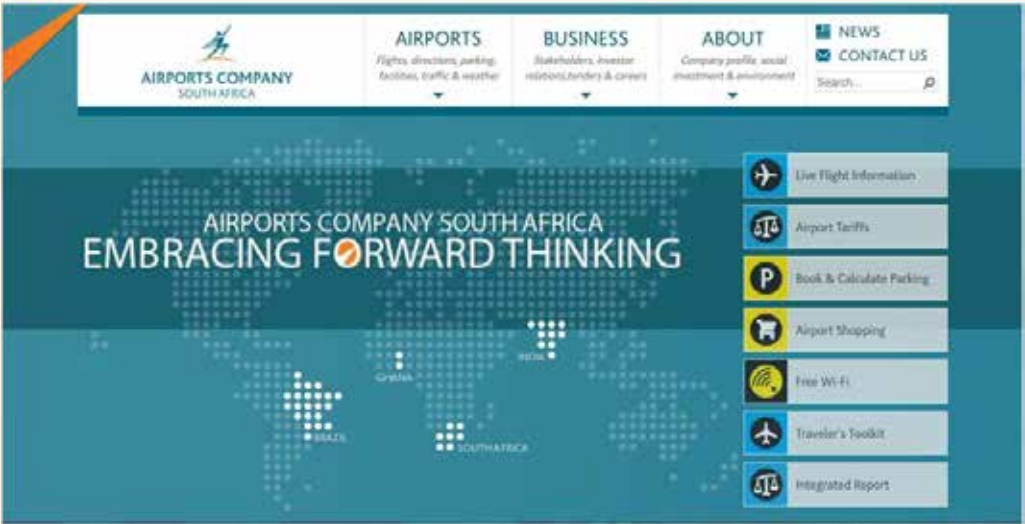 AIRPORTS COMPANY
SOUTH AFRICA
AIRPORTS
Flights, directions, parking,
facilities, traffic & weather
BUSINESS
Stakeholders, investor
relations,tenders & careers
ABOUT
Company profile, social
investment & environment
NEWS
CONTACT US
Search...
AIRPORTS COMPANY SOUTH AFRICA
EMBRACING FORWARD THINKING
Live Flight Information
Airport Tariffs
P
Book & Calculate Parking
Airport Shopping
Free Wi-Fi
Traveler's Toolkit
Integrated Report
INDIA
GHANA
BRAZIL
SOUTH AFRICA